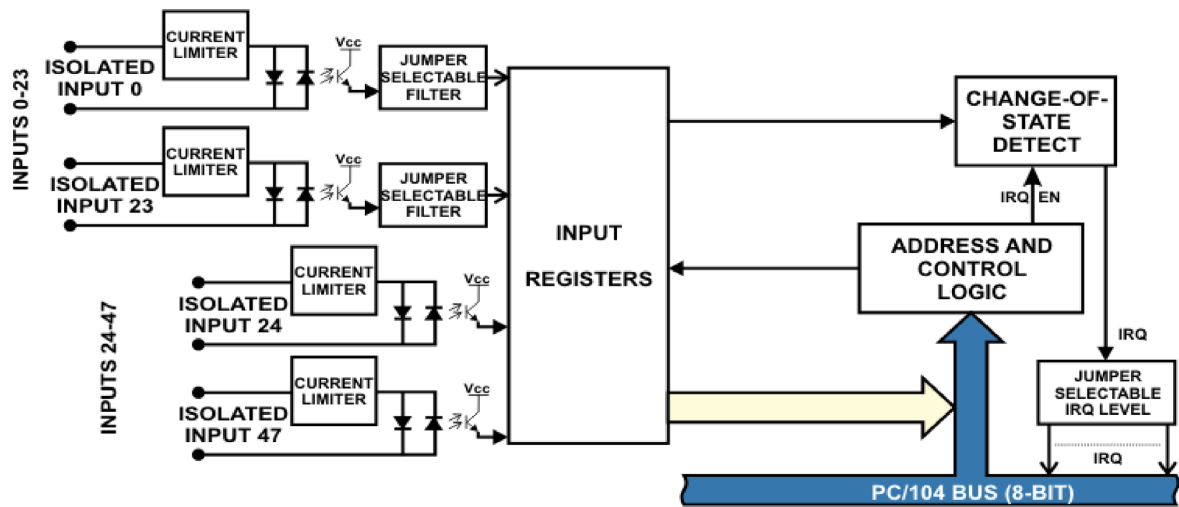 INPUTS 0-23
ISOLATED
INPUT 0
CURRENT
LIMITER
Vcc
JUMPER
SELECTABLE
FILTER
ISOLATED
INPUT 23
CURRENT
LIMITER
Vcc
JUMPER
SELECTABLE
FILTER
INPUTS 24-47
ISOLATED
INPUT 24
CURRENT
LIMITER
Vcc
ISOLATED
INPUT 47
CURRENT
LIMITER
Vcc
INPUT
REGISTERS
CHANGE-OF-
STATE
DETECT
IRQ EN
ADDRESS AND
CONTROL
LOGIC
IRQ
JUMPER
SELECTABLE
IRQ LEVEL
IRQ
PC/104 BUS (8-BIT)